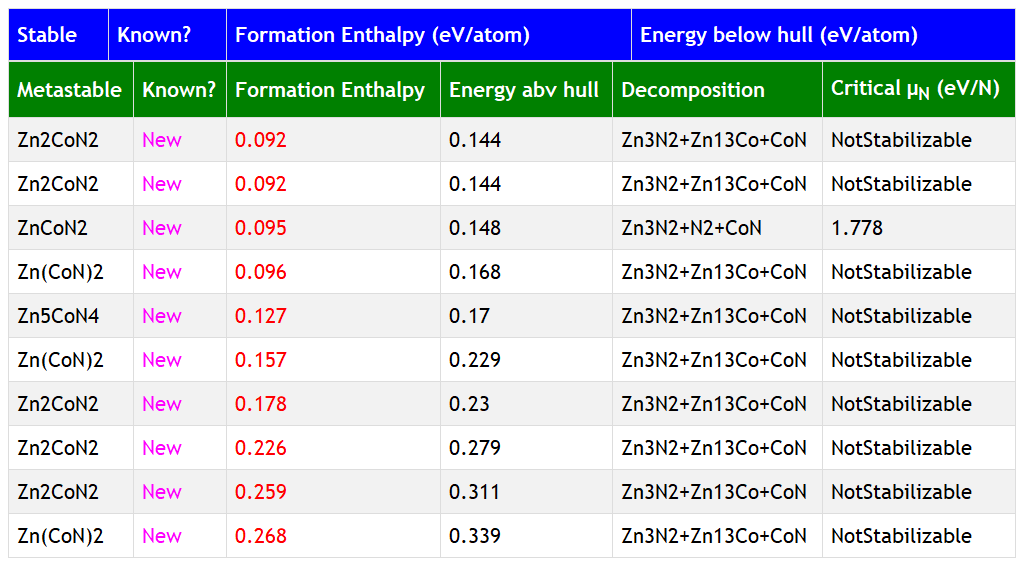 Stable Known? Formation Enthalpy (eV/atom) Energy below hull (eV/atom)
Metastable Known? Formation Enthalpy Energy abv hull Decomposition Critical μN (eV/N)
Zn2CoN2 New 0.092 0.144 Zn3N2+Zn13Co+CoN NotStabilizable
Zn2CoN2 New 0.092 0.144 Zn3N2+Zn13Co+CoN NotStabilizable
ZnCoN2 New 0.095 0.148 Zn3N2+N2+CoN 1.778
Zn(CoN)2 New 0.096 0.168 Zn3N2+Zn13Co+CoN NotStabilizable
Zn5CoN4 New 0.127 0.17 Zn3N2+Zn13Co+CoN NotStabilizable
Zn(CoN)2 New 0.157 0.229 Zn3N2+Zn13Co+CoN NotStabilizable
Zn2CoN2 New 0.178 0.23 Zn3N2+Zn13Co+CoN NotStabilizable
Zn2CoN2 New 0.226 0.279 Zn3N2+Zn13Co+CoN NotStabilizable
Zn2CoN2 New 0.259 0.311 Zn3N2+Zn13Co+CoN NotStabilizable
Zn(CoN)2 New 0.268 0.339 Zn3N2+Zn13Co+CoN NotStabilizable